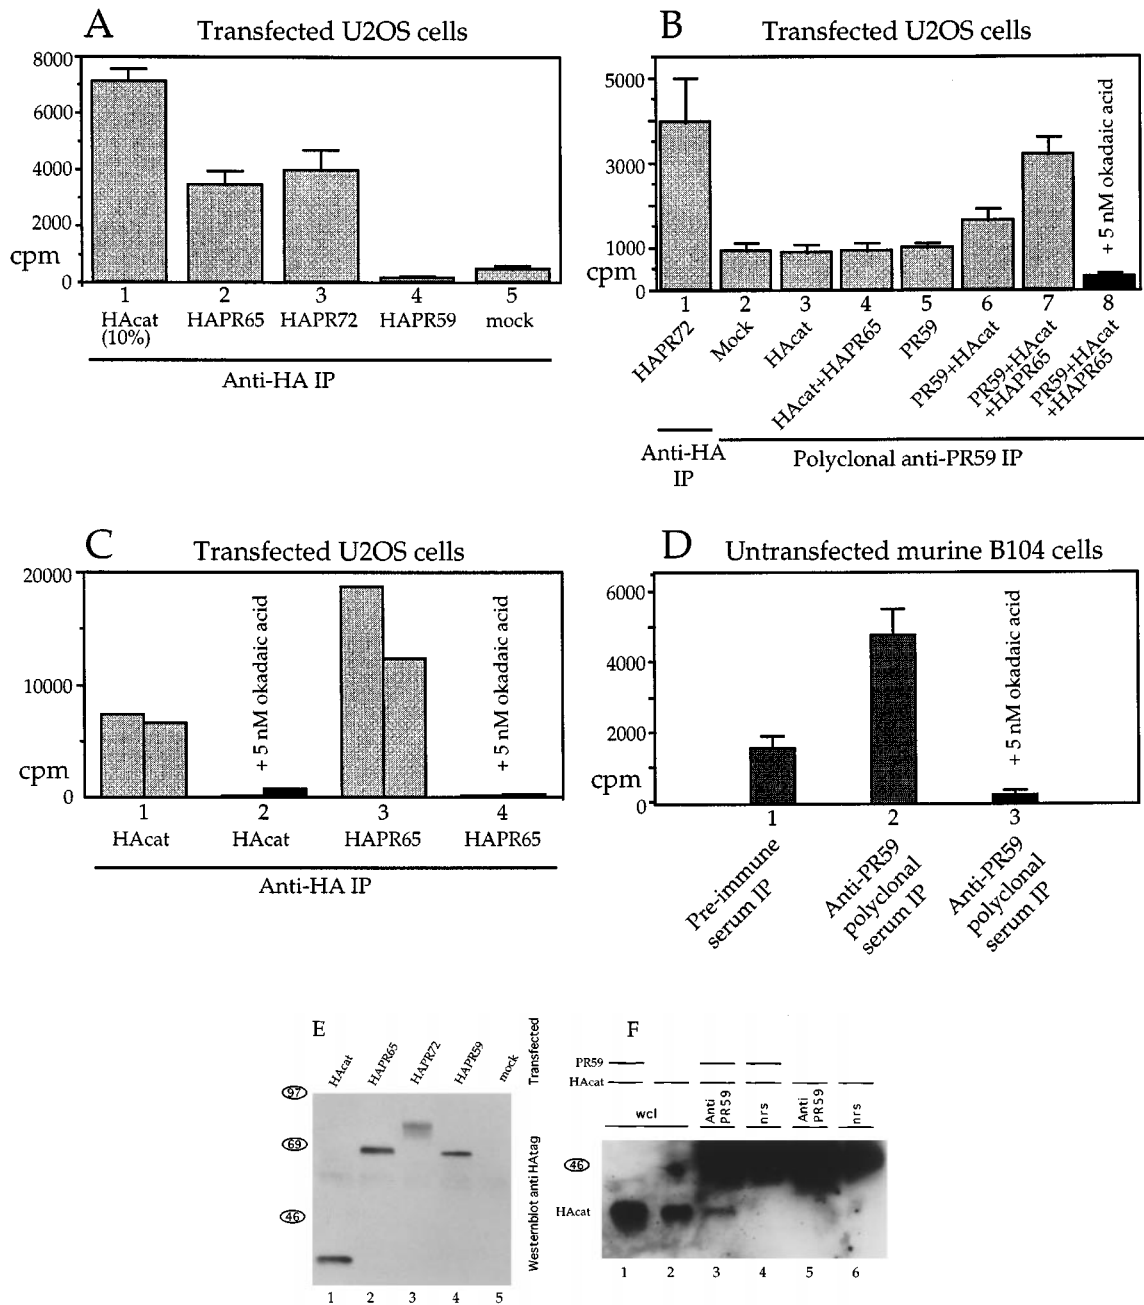 A
Transfected U2OS cells
8000
6000
4000
2000
cpm
0
1 2 3 4 5
HAcat (10%) HAPR65 HAPR72 HAPR59 mock
Anti-HA IP
B
Transfected U2OS cells
5000
3000
1000
cpm
0
+ 5 nM okadaic acid
1 2 3 4 5 6 7 8
HAPR72
Mock
HAcat
HAcat+HAPR65
PR59
PR59+HAcat
PR59+HAcat
+HAPR65
PR59+HAcat
+HAPR65
Anti-HA
IP
Polyclonal anti-PR59 IP
C
Transfected U2OS cells
20000
10000
cpm
0
+ 5 nM okadaic acid
+ 5 nM okadaic acid
1 2 3 4
HAcat HAcat HAPR65 HAPR65
Anti-HA IP
D
Untransfected murine B104 cells
6000
4000
2000
cpm
0
+ 5 nM okadaic acid
1 2 3
Pre-immune
serum IP
Anti-PR59
polyclonal
serum IP
Anti-PR59
polyclonal
serum IP
E
HAcat
HAPR65
HAPR72
HAPR59
mock
Transfected
97
69
46
Westernblot anti HAtag
1 2 3 4 5
F
PR59
HAcat
wcl
Anti
PR59
nrs
Anti
PR59
nrs
46
HAcat
1 2 3 4 5 6